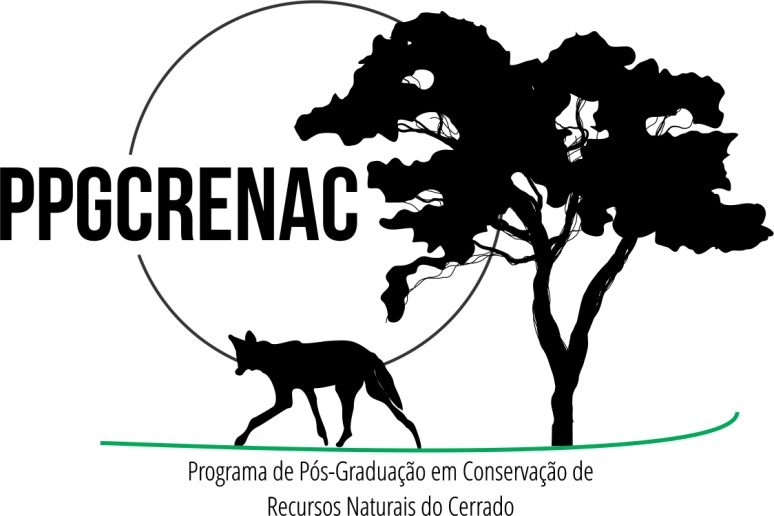 PPGCRENAC
Programa de Pós-Graduação em Conservação de
Recursos Naturais do Cerrado